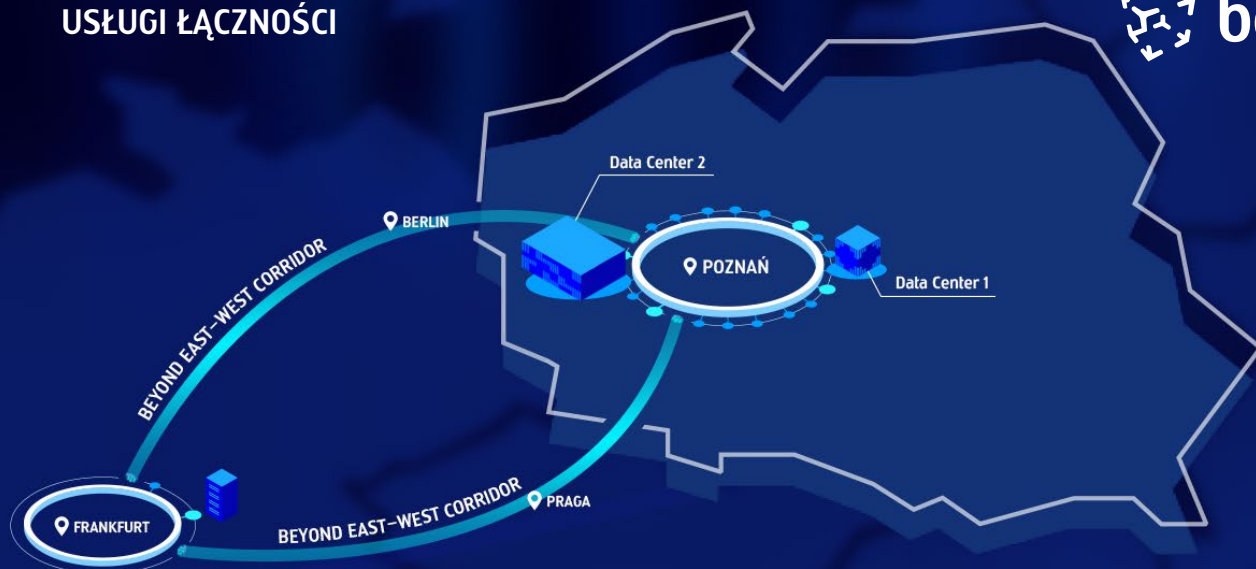 USŁUGI ŁĄCZNOŚCI
Data Center 2
BERLIN
BEYOND EAST–WEST CORRIDOR
POZNAŃ
Data Center 1
BEYOND EAST–WEST CORRIDOR
PRAGA
FRANKFURT